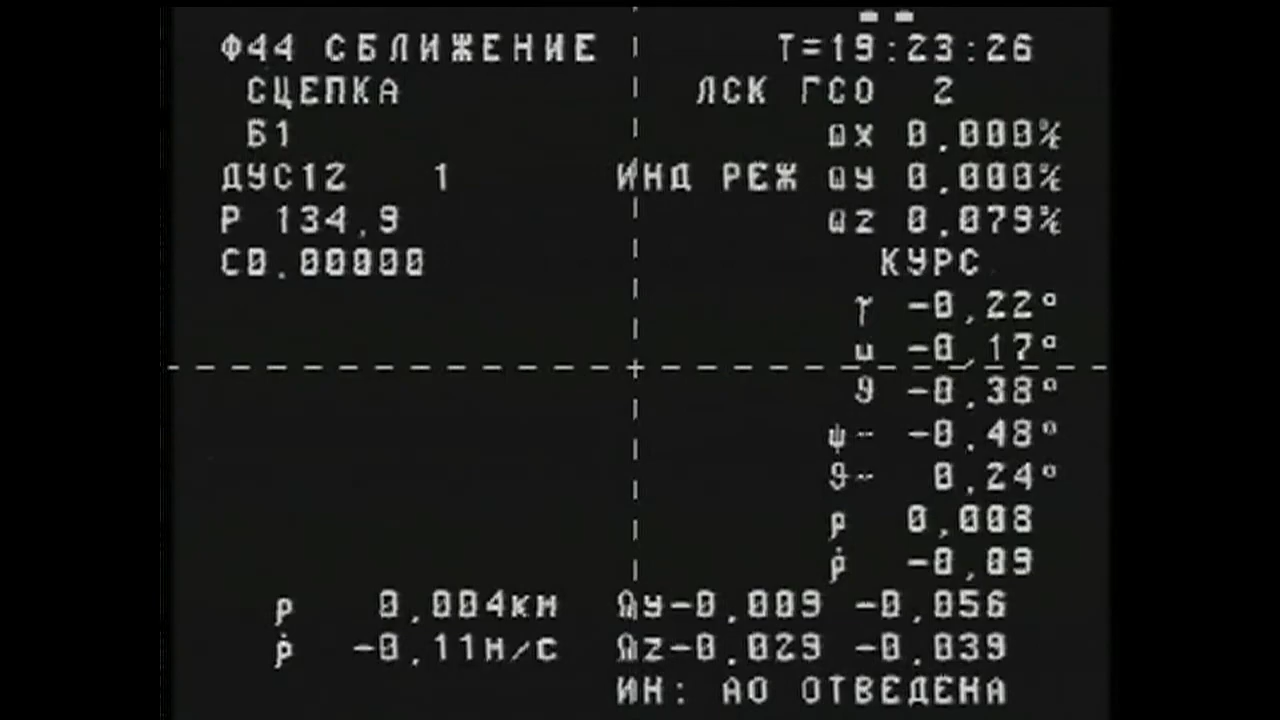 Ф44 СБЛИЖЕНИЕ Т=19:23:26
СЦЕПКА ЛСК ГСО 2
Б1 ωx 0,000%
ДУС12 1 ИНД РЕЖ ωy 0,000%
Р 134,9 ωz 0,079%
С0.00000 КУРС
γ -0,22°
ш -0,17°
ϑ -0,38°
ψ~ -0,48°
ϑ~ 0,24°
ρ 0,008
ρ̇ -0,09
ρ 0,004км Ωy-0,009 -0,056
ρ̇ -0,11м/с Ωz-0,029 -0,039
ИН: АО ОТВЕДЕНА